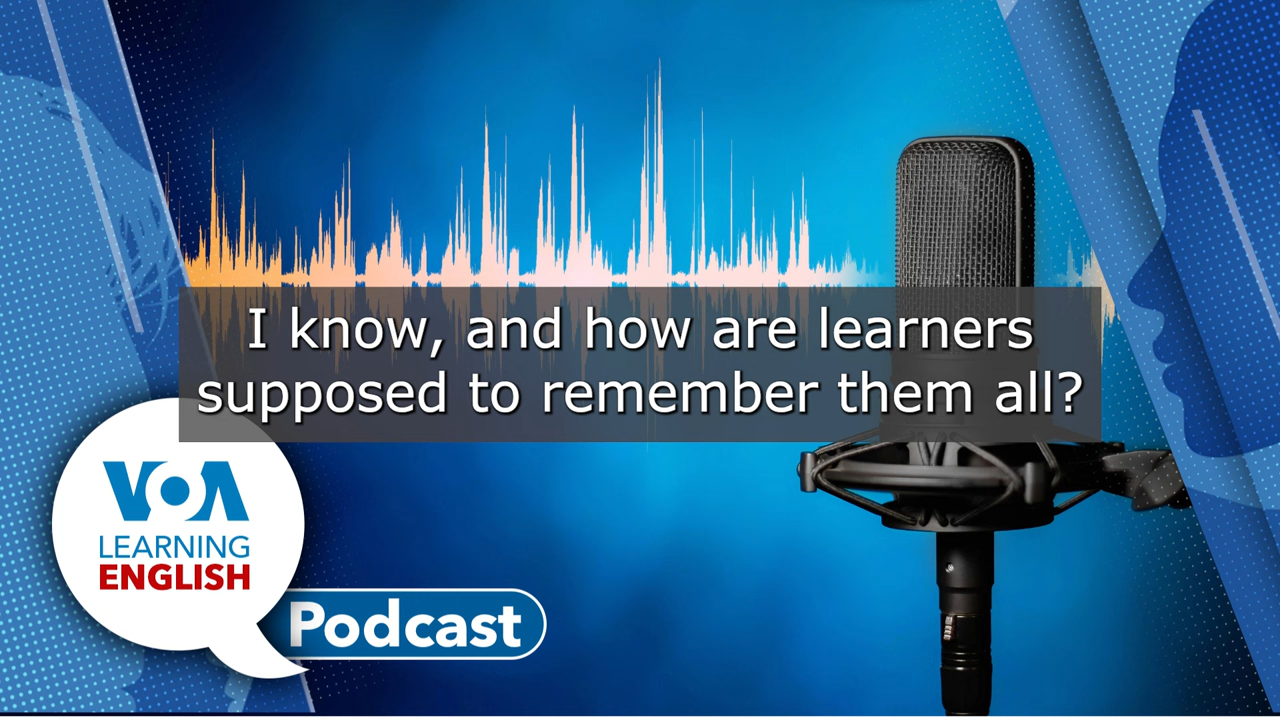 I know, and how are learners
supposed to remember them all?
VOA
LEARNING
ENGLISH
Podcast